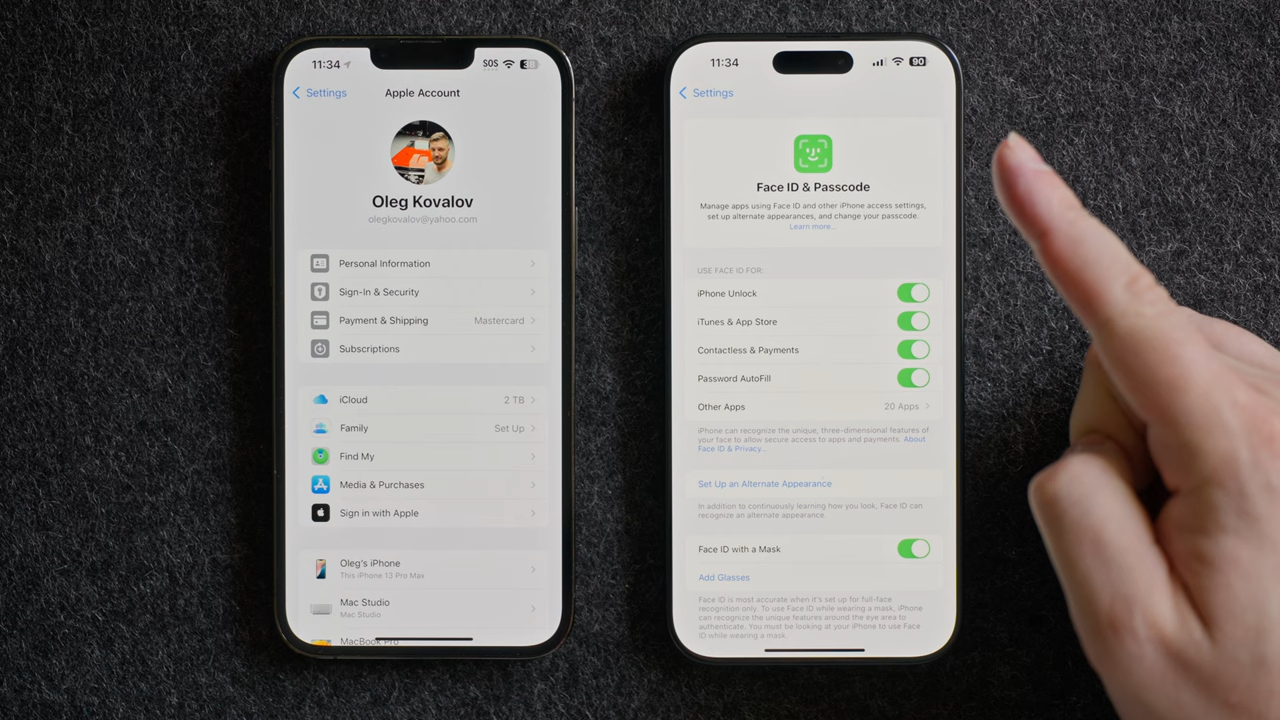 11:34
SOS
Settings
Apple Account
Oleg Kovalov
olegkovalov@yahoo.com
Personal Information
Sign-In & Security
Payment & Shipping Mastercard
Subscriptions
iCloud 2 TB
Family Set Up
Find My
Media & Purchases
Sign in with Apple
Oleg's iPhone
This iPhone 13 Pro Max
Mac Studio
Mac Studio
MacBook Pro
11:34
90
Settings
Face ID & Passcode
Manage apps using Face ID and other iPhone access settings,
set up alternate appearances, and change your passcode.
Learn more...
USE FACE ID FOR:
iPhone Unlock
iTunes & App Store
Contactless & Payments
Password AutoFill
Other Apps 20 Apps
iPhone can recognize the unique, three-dimensional features of
your face to allow secure access to apps and payments. About
Face ID & Privacy...
Set Up an Alternate Appearance
In addition to continuously learning how you look, Face ID can
recognize an alternate appearance.
Face ID with a Mask
Add Glasses
Face ID is most accurate when it's set up for full-face
recognition only. To use Face ID while wearing a mask, iPhone
can recognize the unique features around the eye area to
authenticate. You must be looking at your iPhone to use Face
ID while wearing a mask.